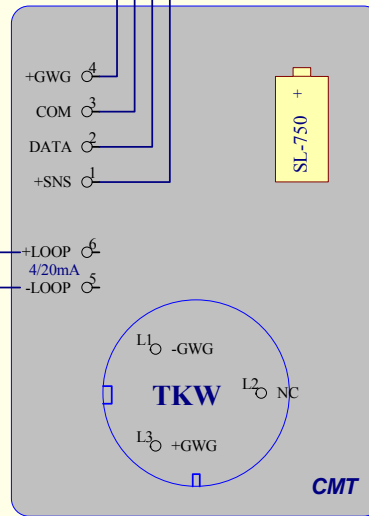 +GWG 4
COM 3
DATA 2
+SNS 1
SL-750 +
+LOOP 6
4/20mA
-LOOP 5
L1 -GWG
TKW
L2 NC
L3 +GWG
CMT